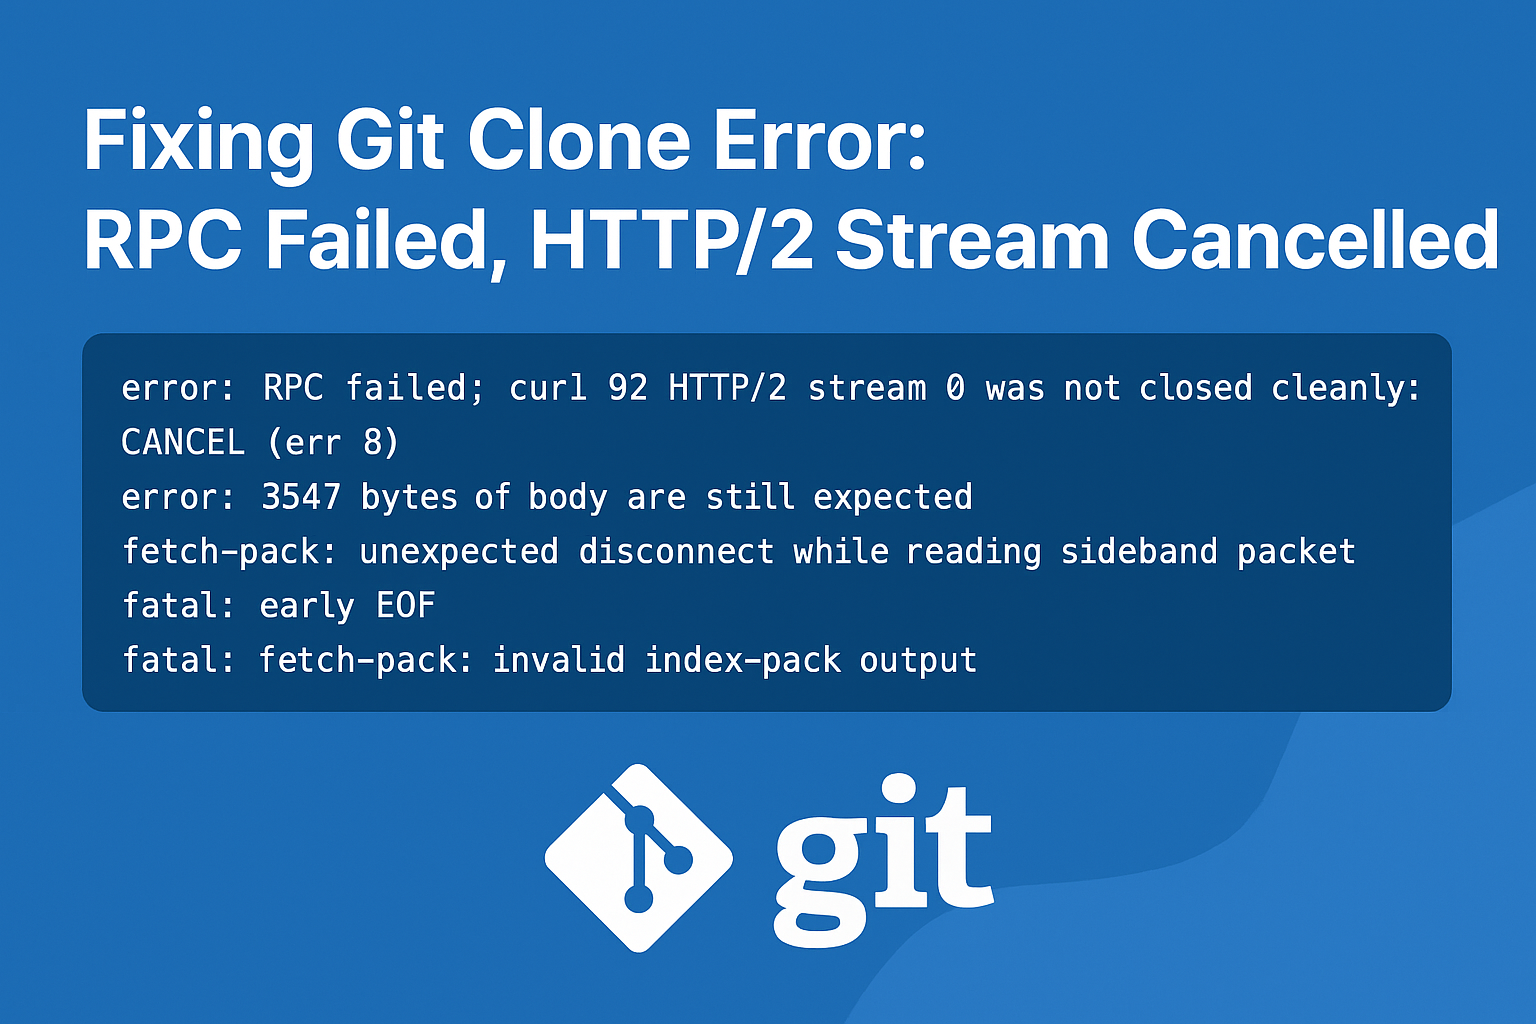 Fixing Git Clone Error:
RPC Failed, HTTP/2 Stream Cancelled
error: RPC failed; curl 92 HTTP/2 stream 0 was not closed cleanly:
CANCEL (err 8)
error: 3547 bytes of body are still expected
fetch-pack: unexpected disconnect while reading sideband packet
fatal: early EOF
fatal: fetch-pack: invalid index-pack output
git